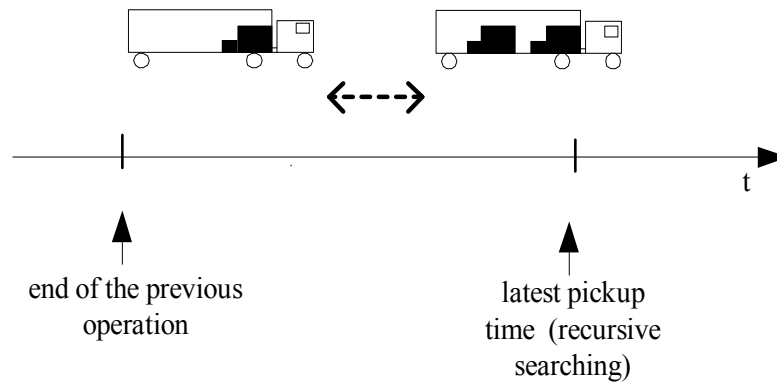 t
end of the previous
operation
latest pickup
time (recursive
searching)